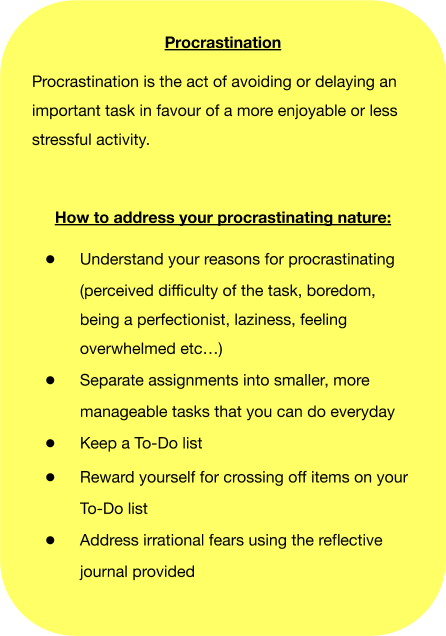 Procrastination
Procrastination is the act of avoiding or delaying an
important task in favour of a more enjoyable or less
stressful activity.
How to address your procrastinating nature:
● Understand your reasons for procrastinating
(perceived difficulty of the task, boredom,
being a perfectionist, laziness, feeling
overwhelmed etc…)
● Separate assignments into smaller, more
manageable tasks that you can do everyday
● Keep a To-Do list
● Reward yourself for crossing off items on your
To-Do list
● Address irrational fears using the reflective
journal provided